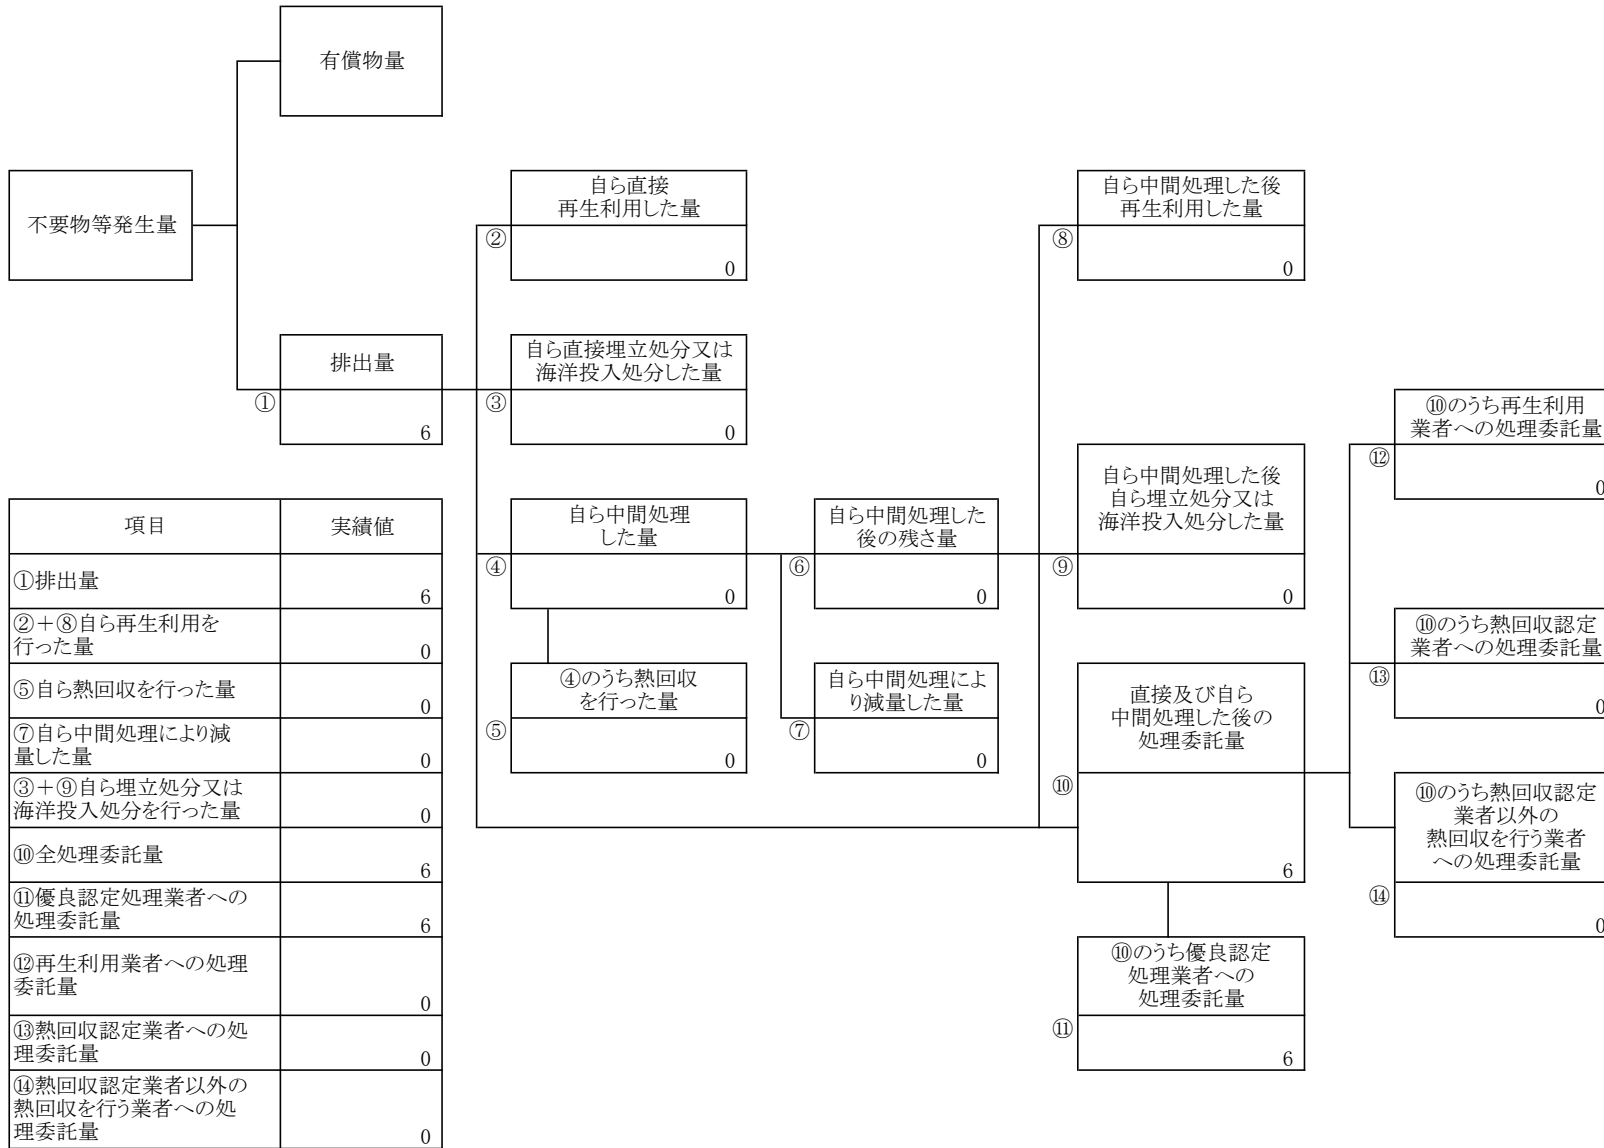 有償物量
不要物等発生量
自ら直接
再生利用した量
②
0
自ら中間処理した後
再生利用した量
⑧
0
排出量
①
6
自ら直接埋立処分又は
海洋投入処分した量
③
0
⑩のうち再生利用
業者への処理委託量
⑫
0
自ら中間処理した後
自ら埋立処分又は
海洋投入処分した量
⑨
0
自ら中間処理
した量
④
0
自ら中間処理した
後の残さ量
⑥
0
⑩のうち熱回収認定
業者への処理委託量
⑬
0
④のうち熱回収
を行った量
⑤
0
自ら中間処理によ
り減量した量
⑦
0
直接及び自ら
中間処理した後の
処理委託量
⑩
6
⑩のうち熱回収認定
業者以外の
熱回収を行う業者
への処理委託量
⑭
0
⑩のうち優良認定
処理業者への
処理委託量
⑪
6
項目 実績値
①排出量
6
②+⑧自ら再生利用を
行った量 0
⑤自ら熱回収を行った量
0
⑦自ら中間処理により減
量した量 0
③+⑨自ら埋立処分又は
海洋投入処分を行った量 0
⑩全処理委託量
6
⑪優良認定処理業者への
処理委託量 6
⑫再生利用業者への処理
委託量
0
⑬熱回収認定業者への処
理委託量 0
⑭熱回収認定業者以外の
熱回収を行う業者への処
理委託量 0